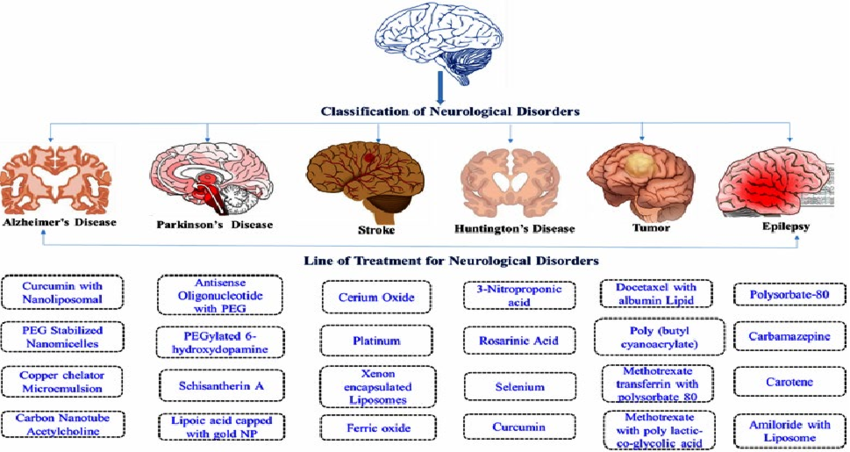 Classification of Neurological Disorders
Alzheimer's Disease
Parkinson's Disease
Stroke
Huntington's Disease
Tumor
Epilepsy
Line of Treatment for Neurological Disorders
Curcumin with
Nanoliposomal
PEG Stabilized
Nanomicelles
Copper chelator
Microemulsion
Carbon Nanotube
Acetylcholine
Antisense
Oligonucleotide
with PEG
PEGylated 6-
hydroxydopamine
Schisantherin A
Lipoic acid capped
with gold NP
Cerium Oxide
Platinum
Xenon
encapsulated
Liposomes
Ferric oxide
3-Nitroproponic
acid
Rosarinic Acid
Selenium
Curcumin
Docetaxel with
albumin Lipid
Poly (butyl
cyanoacrylate)
Methotrexate
transferrin with
polysorbate 80
Methotrexate
with poly lactic-
co-glycolic acid
Polysorbate-80
Carbamazepine
Carotene
Amiloride with
Liposome